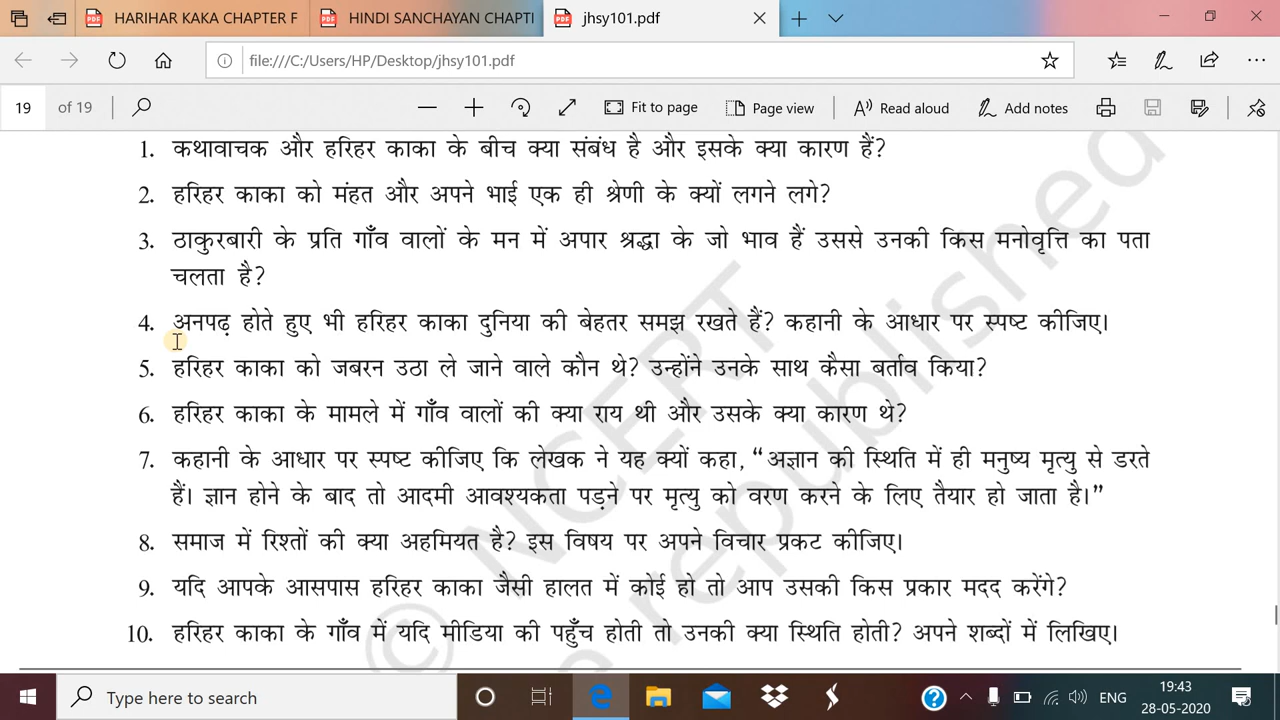 HARIHAR KAKA CHAPTER F
HINDI SANCHAYAN CHAPTI
jhsy101.pdf
file:///C:/Users/HP/Desktop/jhsy101.pdf
19 of 19
Fit to page
Page view
Read aloud
Add notes
1. कथावाचक और हरिहर काका के बीच क्या संबंध है और इसके क्या कारण हैं?
2. हरिहर काका को मंहत और अपने भाई एक ही श्रेणी के क्यों लगने लगे?
3. ठाकुरबारी के प्रति गाँव वालों के मन में अपार श्रद्धा के जो भाव हैं उससे उनकी किस मनोवृत्ति का पता
चलता है?
4. अनपढ़ होते हुए भी हरिहर काका दुनिया की बेहतर समझ रखते हैं? कहानी के आधार पर स्पष्ट कीजिए।
5. हरिहर काका को जबरन उठा ले जाने वाले कौन थे? उन्होंने उनके साथ कैसा बर्ताव किया?
6. हरिहर काका के मामले में गाँव वालों की क्या राय थी और उसके क्या कारण थे?
7. कहानी के आधार पर स्पष्ट कीजिए कि लेखक ने यह क्यों कहा, “अज्ञान की स्थिति में ही मनुष्य मृत्यु से डरते
हैं। ज्ञान होने के बाद तो आदमी आवश्यकता पड़ने पर मृत्यु को वरण करने के लिए तैयार हो जाता है।”
8. समाज में रिश्तों की क्या अहमियत है? इस विषय पर अपने विचार प्रकट कीजिए।
9. यदि आपके आसपास हरिहर काका जैसी हालत में कोई हो तो आप उसकी किस प्रकार मदद करेंगे?
10. हरिहर काका के गाँव में यदि मीडिया की पहुँच होती तो उनकी क्या स्थिति होती? अपने शब्दों में लिखिए।
© NCERT
e republished
Type here to search
ENG
19:43
28-05-2020